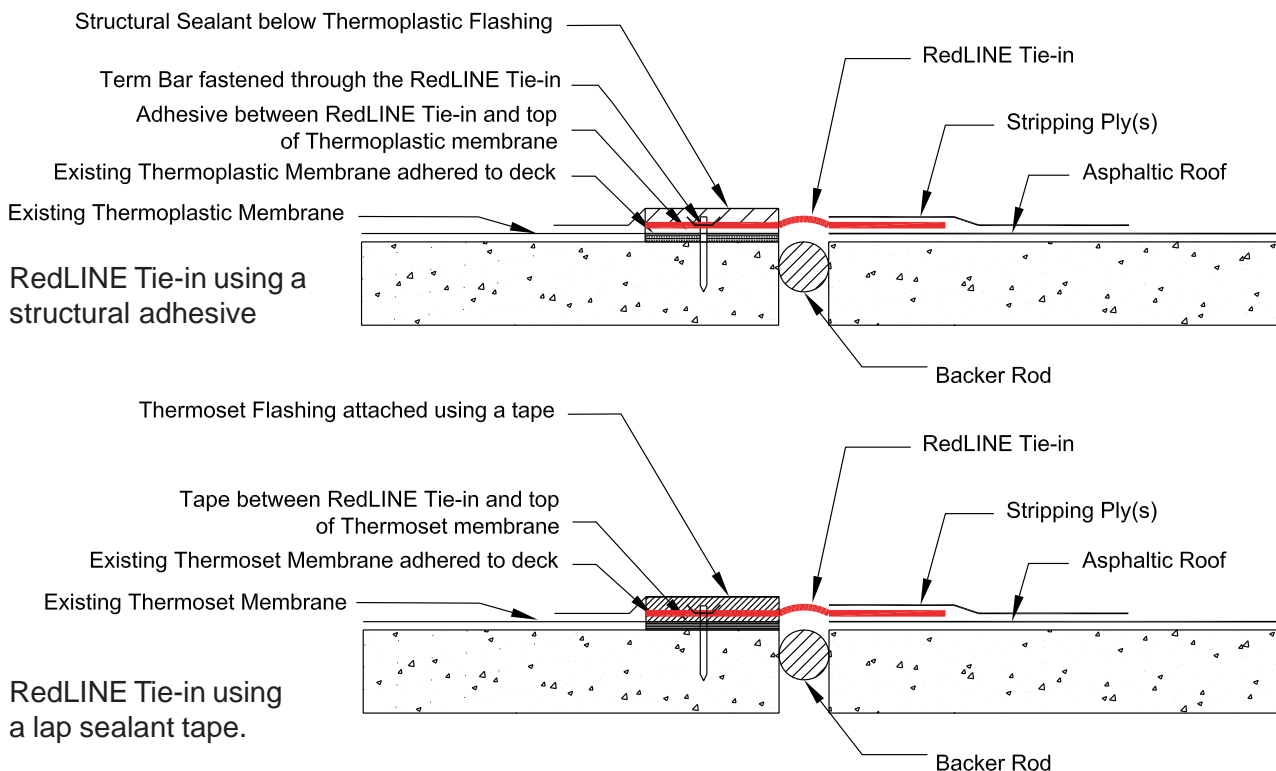 Structural Sealant below Thermoplastic Flashing
RedLINE Tie-in
Term Bar fastened through the RedLINE Tie-in
Adhesive between RedLINE Tie-in and top
of Thermoplastic membrane
Stripping Ply(s)
Existing Thermoplastic Membrane adhered to deck
Asphaltic Roof
Existing Thermoplastic Membrane
RedLINE Tie-in using a
structural adhesive
Backer Rod
Thermoset Flashing attached using a tape
RedLINE Tie-in
Tape between RedLINE Tie-in and top
of Thermoset membrane
Stripping Ply(s)
Existing Thermoset Membrane adhered to deck
Asphaltic Roof
Existing Thermoset Membrane
RedLINE Tie-in using
a lap sealant tape.
Backer Rod